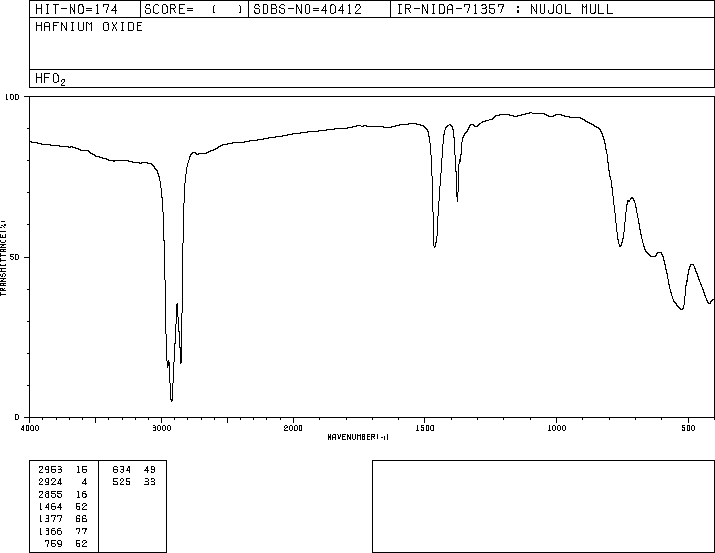 HIT-NO=174 SCORE= ( ) SDBS-NO=40412 IR-NIDA-71357 : NUJOL MULL
HAFNIUM OXIDE
HFO2
100
50
0
TRANSMITTANCE(%)
4000 3000 2000 1500 1000 500
WAVENUMBER(-1)
2953 16 634 49
2924 4 525 33
2855 16
1464 52
1377 66
1366 77
759 52